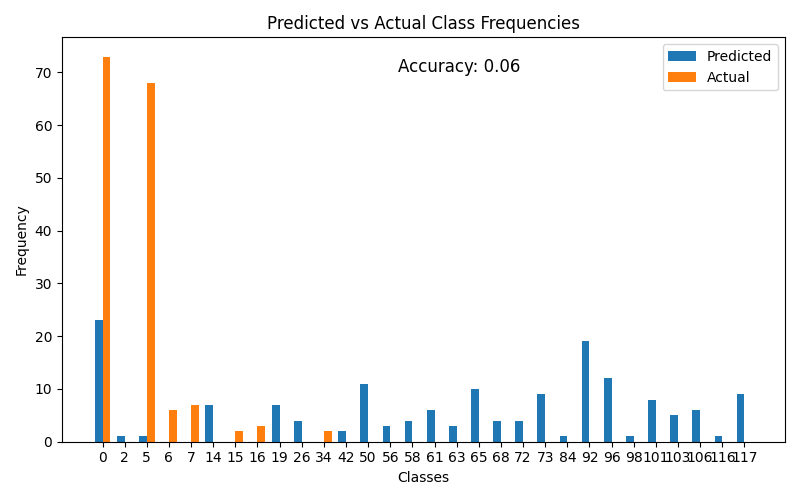 Predicted vs Actual Class Frequencies
Accuracy: 0.06
Predicted
Actual
Frequency
70
60
50
40
30
20
10
0
0 2 5 6 7 14 15 16 19 26 34 42 50 56 58 61 63 65 68 72 73 84 92 96 98 101 103 106 116 117
Classes